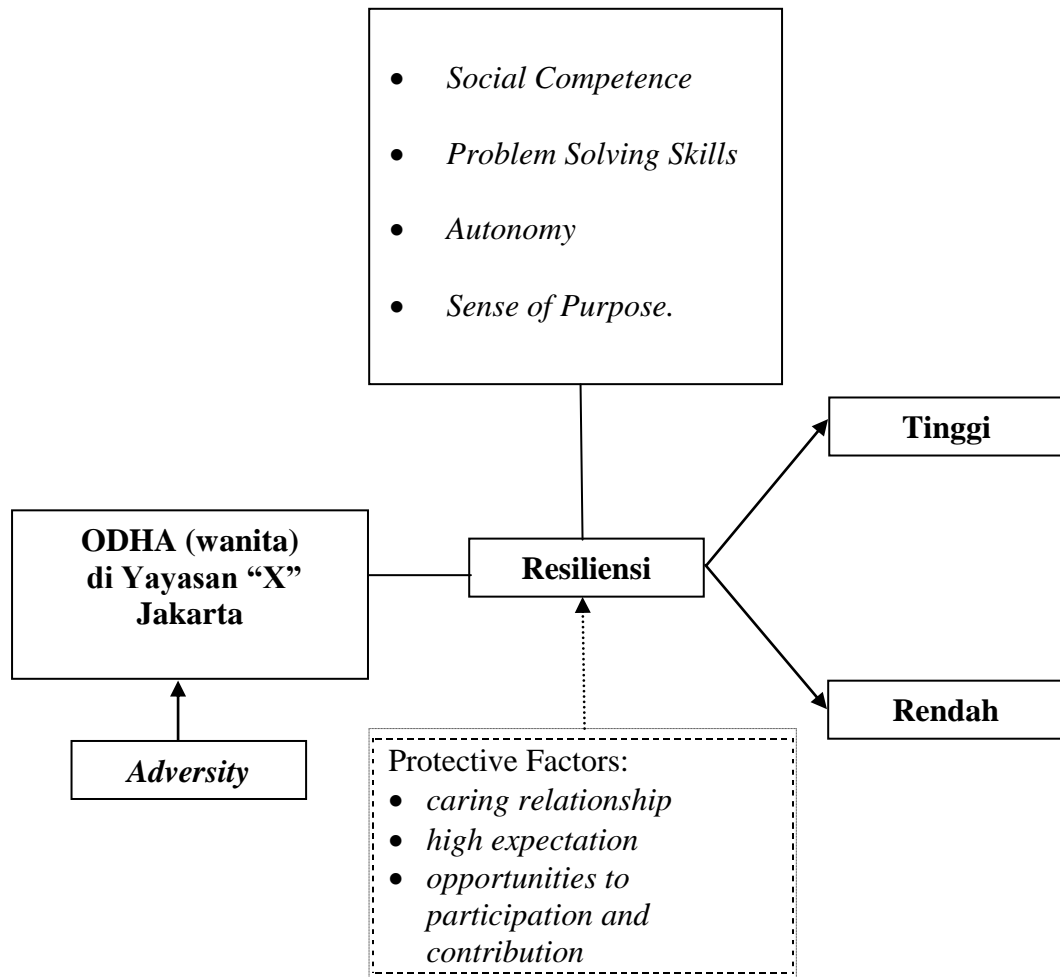 • Social Competence
• Problem Solving Skills
• Autonomy
• Sense of Purpose.
Tinggi
ODHA (wanita)
di Yayasan “X”
Jakarta
Resiliensi
Rendah
Adversity
Protective Factors:
• caring relationship
• high expectation
• opportunities to
participation and
contribution